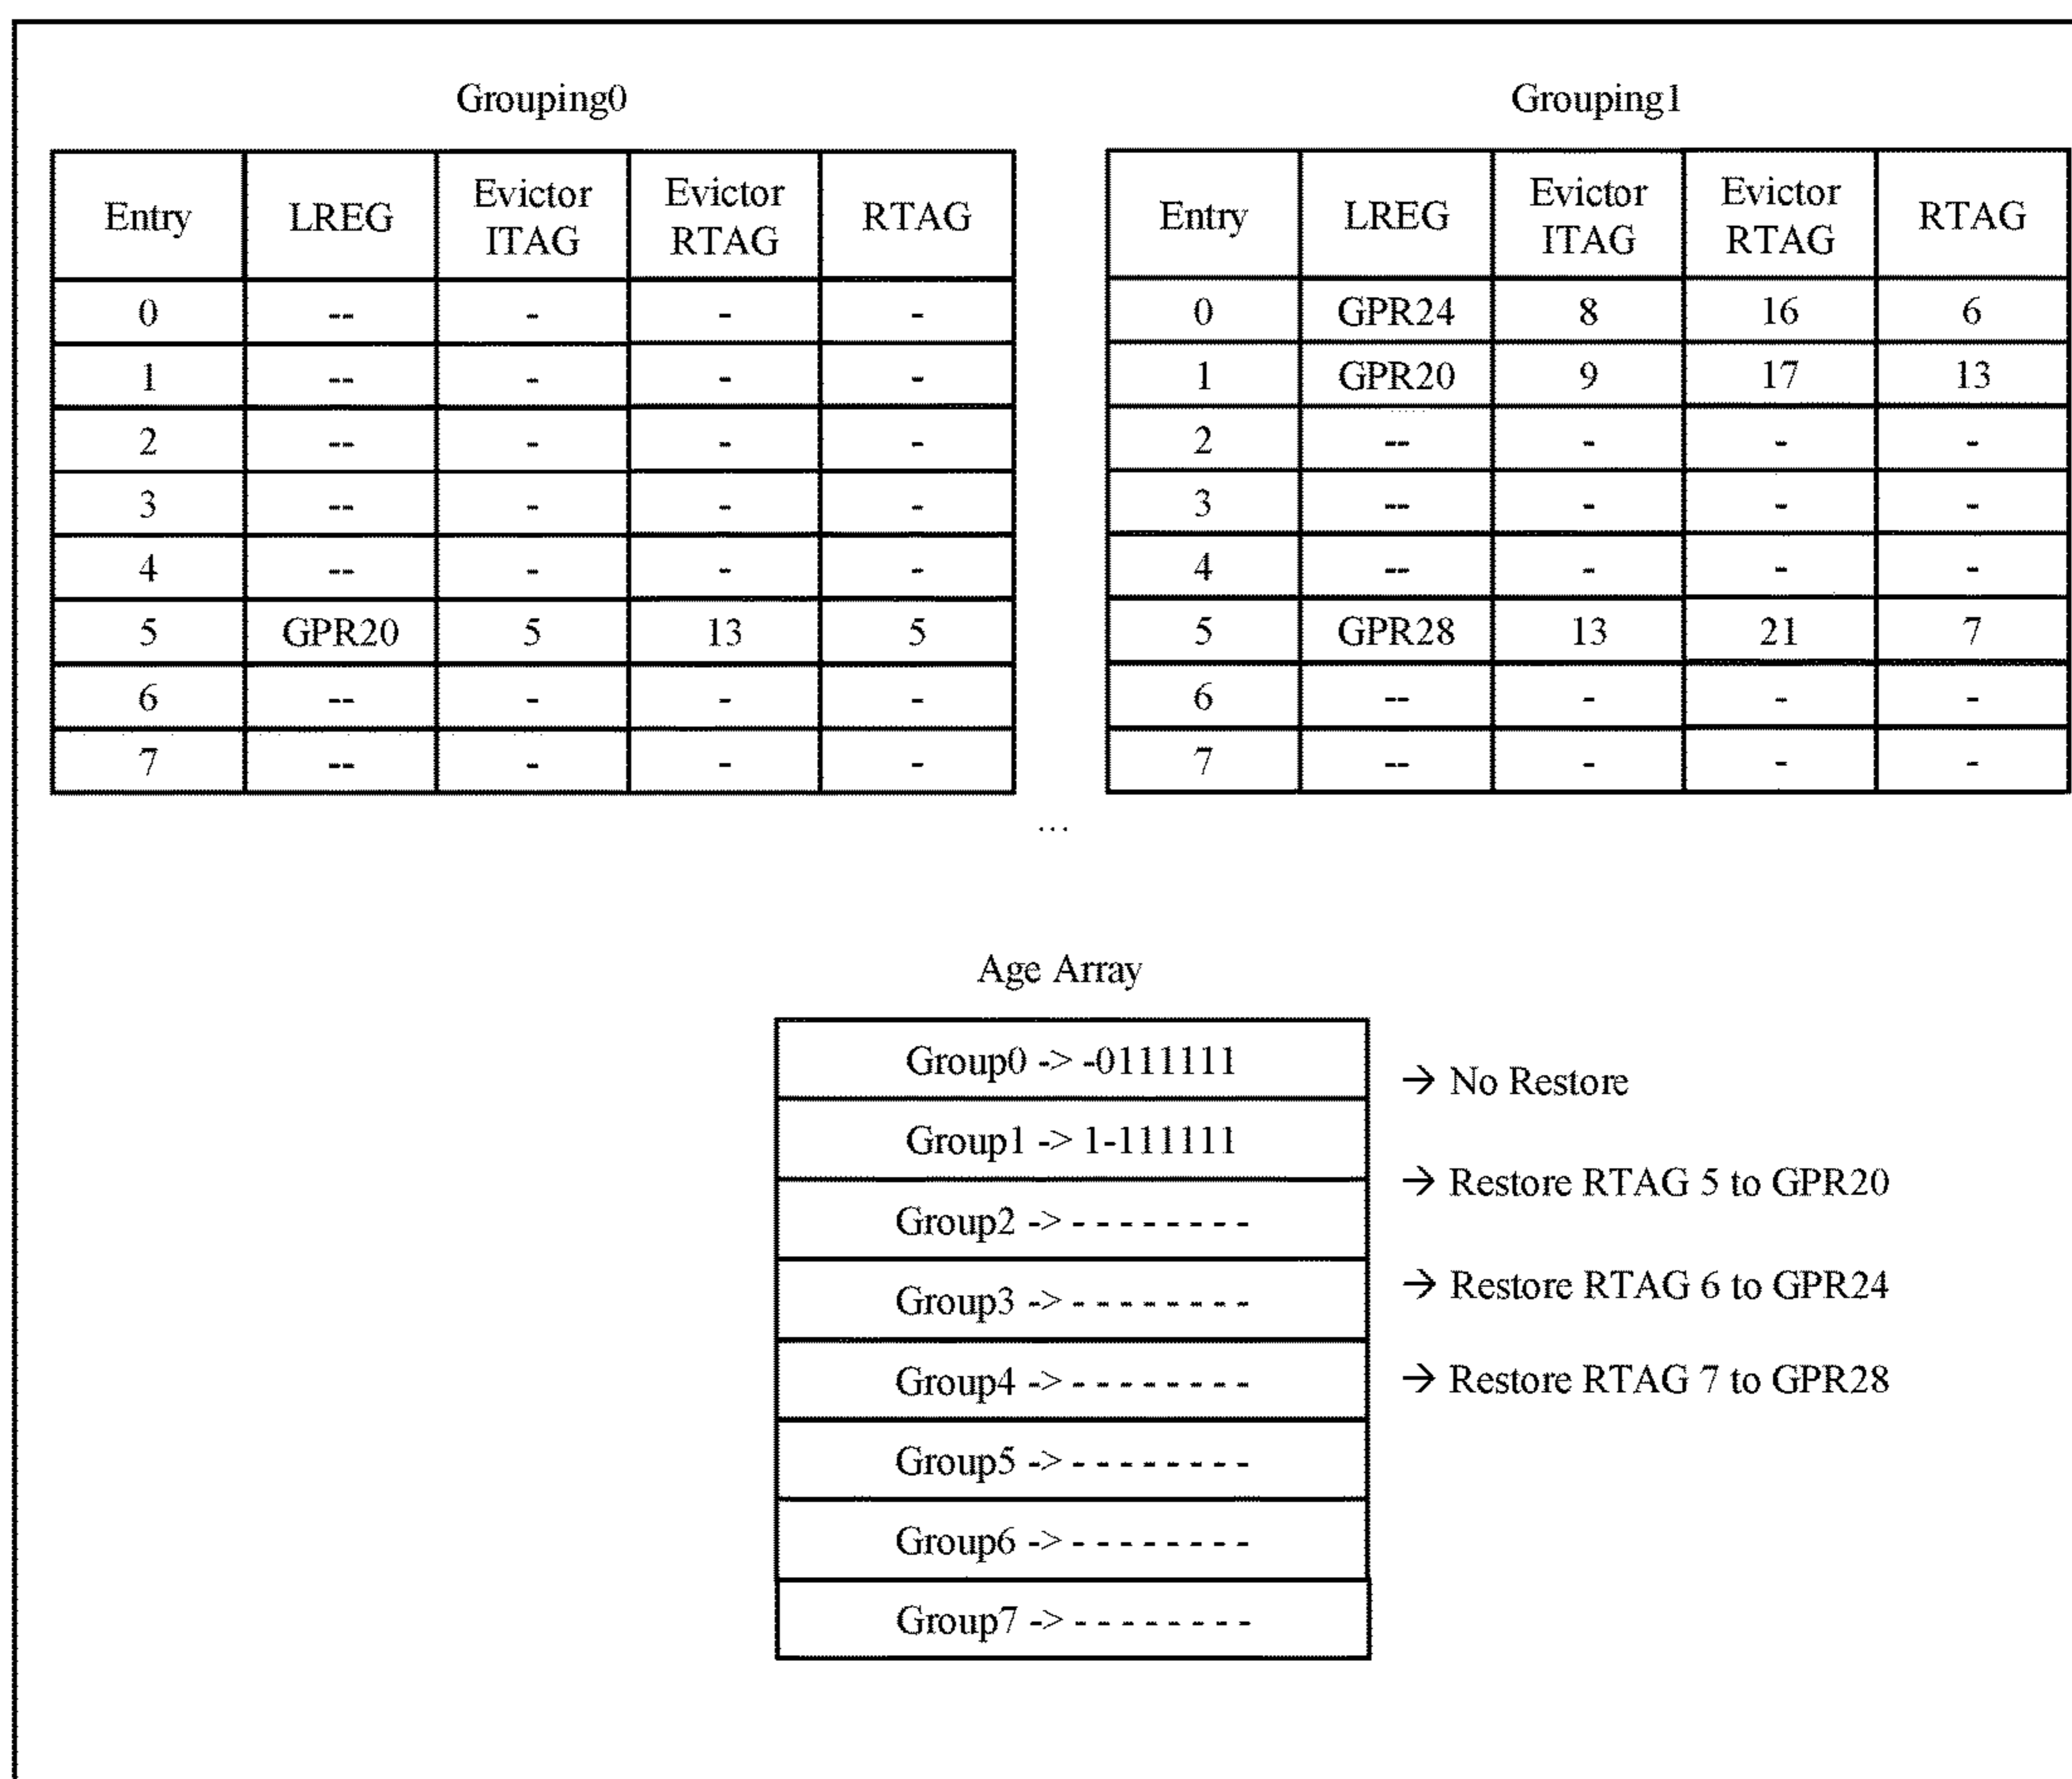 Grouping0
Entry LREG Evictor ITAG Evictor RTAG RTAG
0 -- - - -
1 -- - - -
2 -- - - -
3 -- - - -
4 -- - - -
5 GPR20 5 13 5
6 -- - - -
7 -- - - -
Grouping1
Entry LREG Evictor ITAG Evictor RTAG RTAG
0 GPR24 8 16 6
1 GPR20 9 17 13
2 -- - - -
3 -- - - -
4 -- - - -
5 GPR28 13 21 7
6 -- - - -
7 -- - - -
...
Age Array
Group0 -> -0111111
Group1 -> 1-111111
Group2 -> - - - - - - - -
Group3 -> - - - - - - - -
Group4 -> - - - - - - - -
Group5 -> - - - - - - - -
Group6 -> - - - - - - - -
Group7 -> - - - - - - - -
→ No Restore
→ Restore RTAG 5 to GPR20
→ Restore RTAG 6 to GPR24
→ Restore RTAG 7 to GPR28